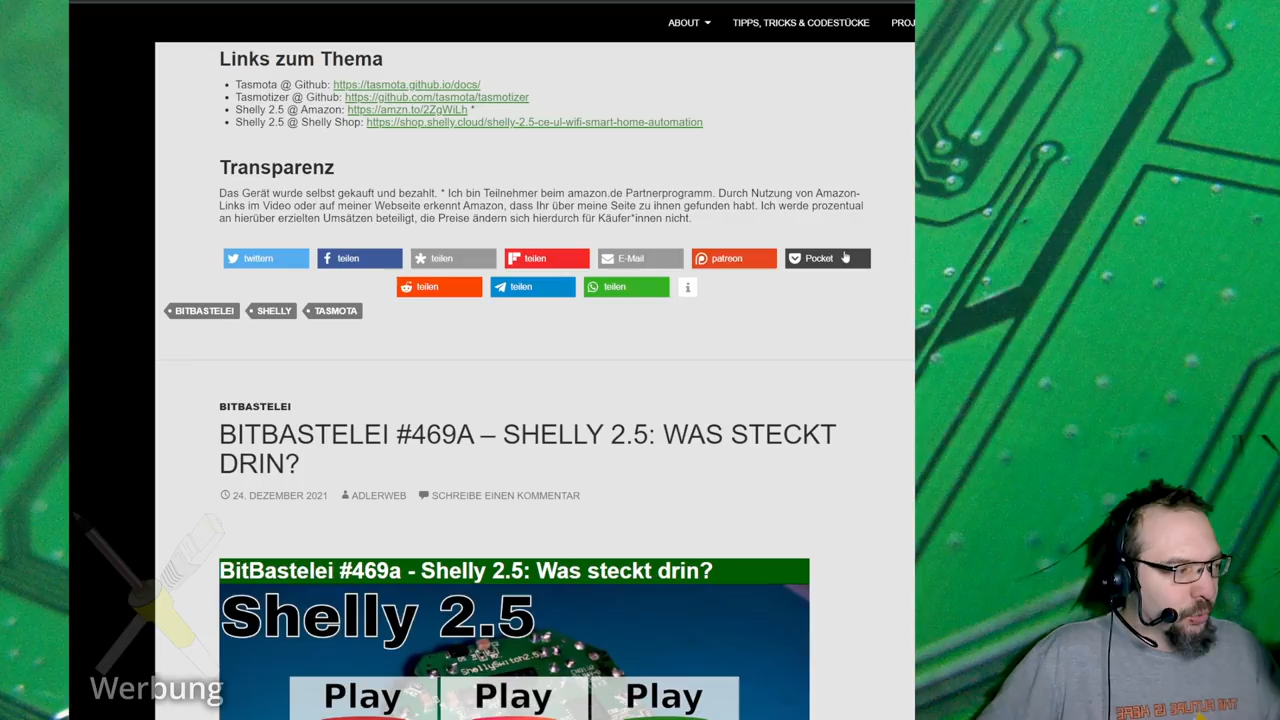 ABOUT
TIPPS, TRICKS & CODESTÜCKE
PROJ
Links zum Thema
Tasmota @ Github: https://tasmota.github.io/docs/
Tasmotizer @ Github: https://github.com/tasmota/tasmotizer
Shelly 2.5 @ Amazon: https://amzn.to/2ZgWiLh *
Shelly 2.5 @ Shelly Shop: https://shop.shelly.cloud/shelly-2.5-ce-ul-wifi-smart-home-automation
Transparenz
Das Gerät wurde selbst gekauft und bezahlt. * Ich bin Teilnehmer beim amazon.de Partnerprogramm. Durch Nutzung von Amazon-
Links im Video oder auf meiner Webseite erkennt Amazon, dass Ihr über meine Seite zu ihnen gefunden habt. Ich werde prozentual
an hierüber erzielten Umsätzen beteiligt, die Preise ändern sich hierdurch für Käufer*innen nicht.
twittern
teilen
teilen
teilen
E-Mail
patreon
Pocket
teilen
teilen
teilen
BITBASTELEI
SHELLY
TASMOTA
BITBASTELEI
BITBASTELEI #469A – SHELLY 2.5: WAS STECKT
DRIN?
24. DEZEMBER 2021
ADLERWEB
SCHREIBE EINEN KOMMENTAR
BitBastelei #469a - Shelly 2.5: Was steckt drin?
Shelly 2.5
ShellySwitch2.5
Play
Play
Play
Werbung
THE FUTURE IS HERE